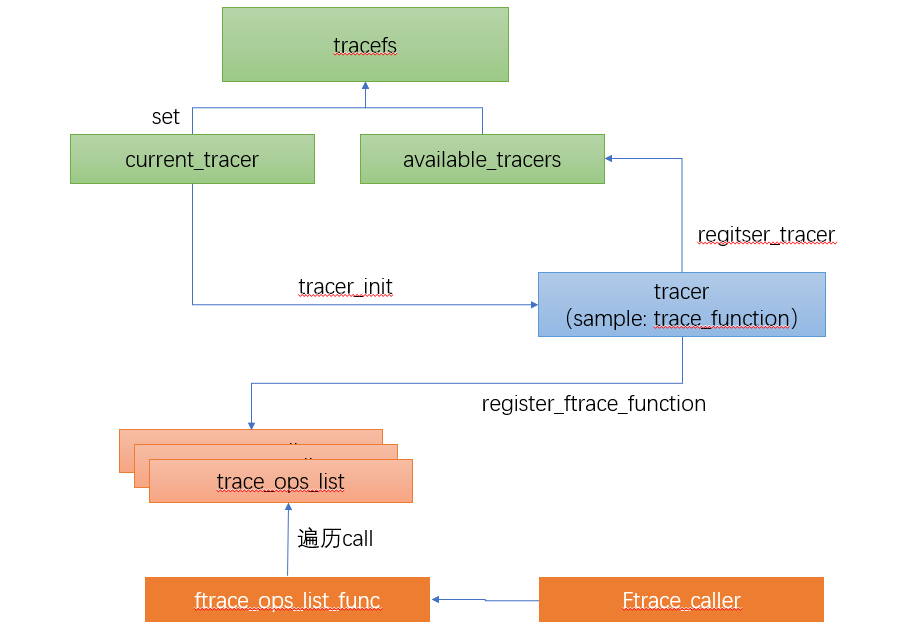 tracefs
set
current_tracer
available_tracers
regitser_tracer
tracer_init
tracer
（sample: trace_function）
register_ftrace_function
trace_ops_list
遍历call
ftrace_ops_list_func
Ftrace_caller